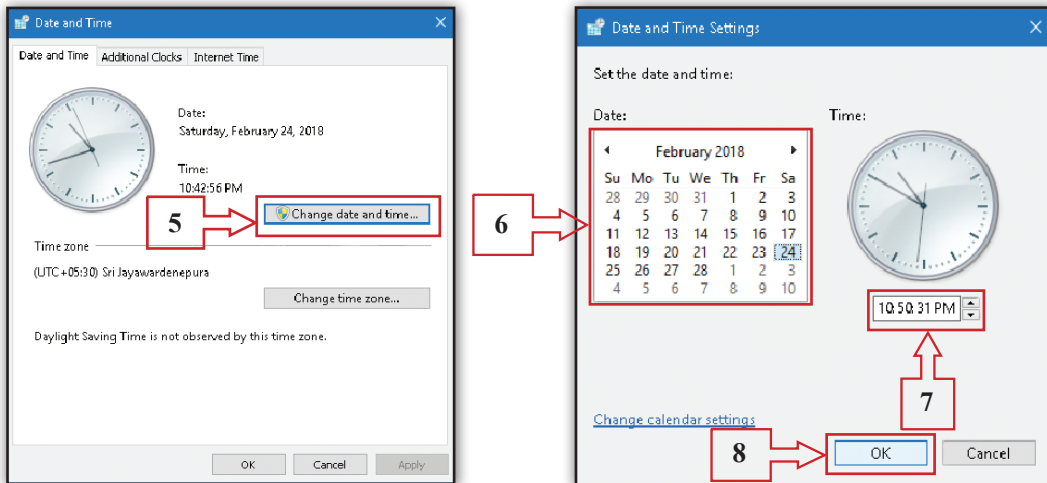 Date and Time
Date and Time Additional Clocks Internet Time
Date:
Saturday, February 24, 2018
Time:
10:42:56 PM
5
Change date and time...
Time zone
(UTC+05:30) Sri Jayawardenepura
Change time zone...
Daylight Saving Time is not observed by this time zone.
OK Cancel Apply
Date and Time Settings
Set the date and time:
Date:
6
February 2018
Su Mo Tu We Th Fr Sa
28 29 30 31 1 2 3
4 5 6 7 8 9 10
11 12 13 14 15 16 17
18 19 20 21 22 23 24
25 26 27 28 1 2 3
4 5 6 7 8 9 10
Time:
10:50:31 PM
7
Change calendar settings
8
OK Cancel